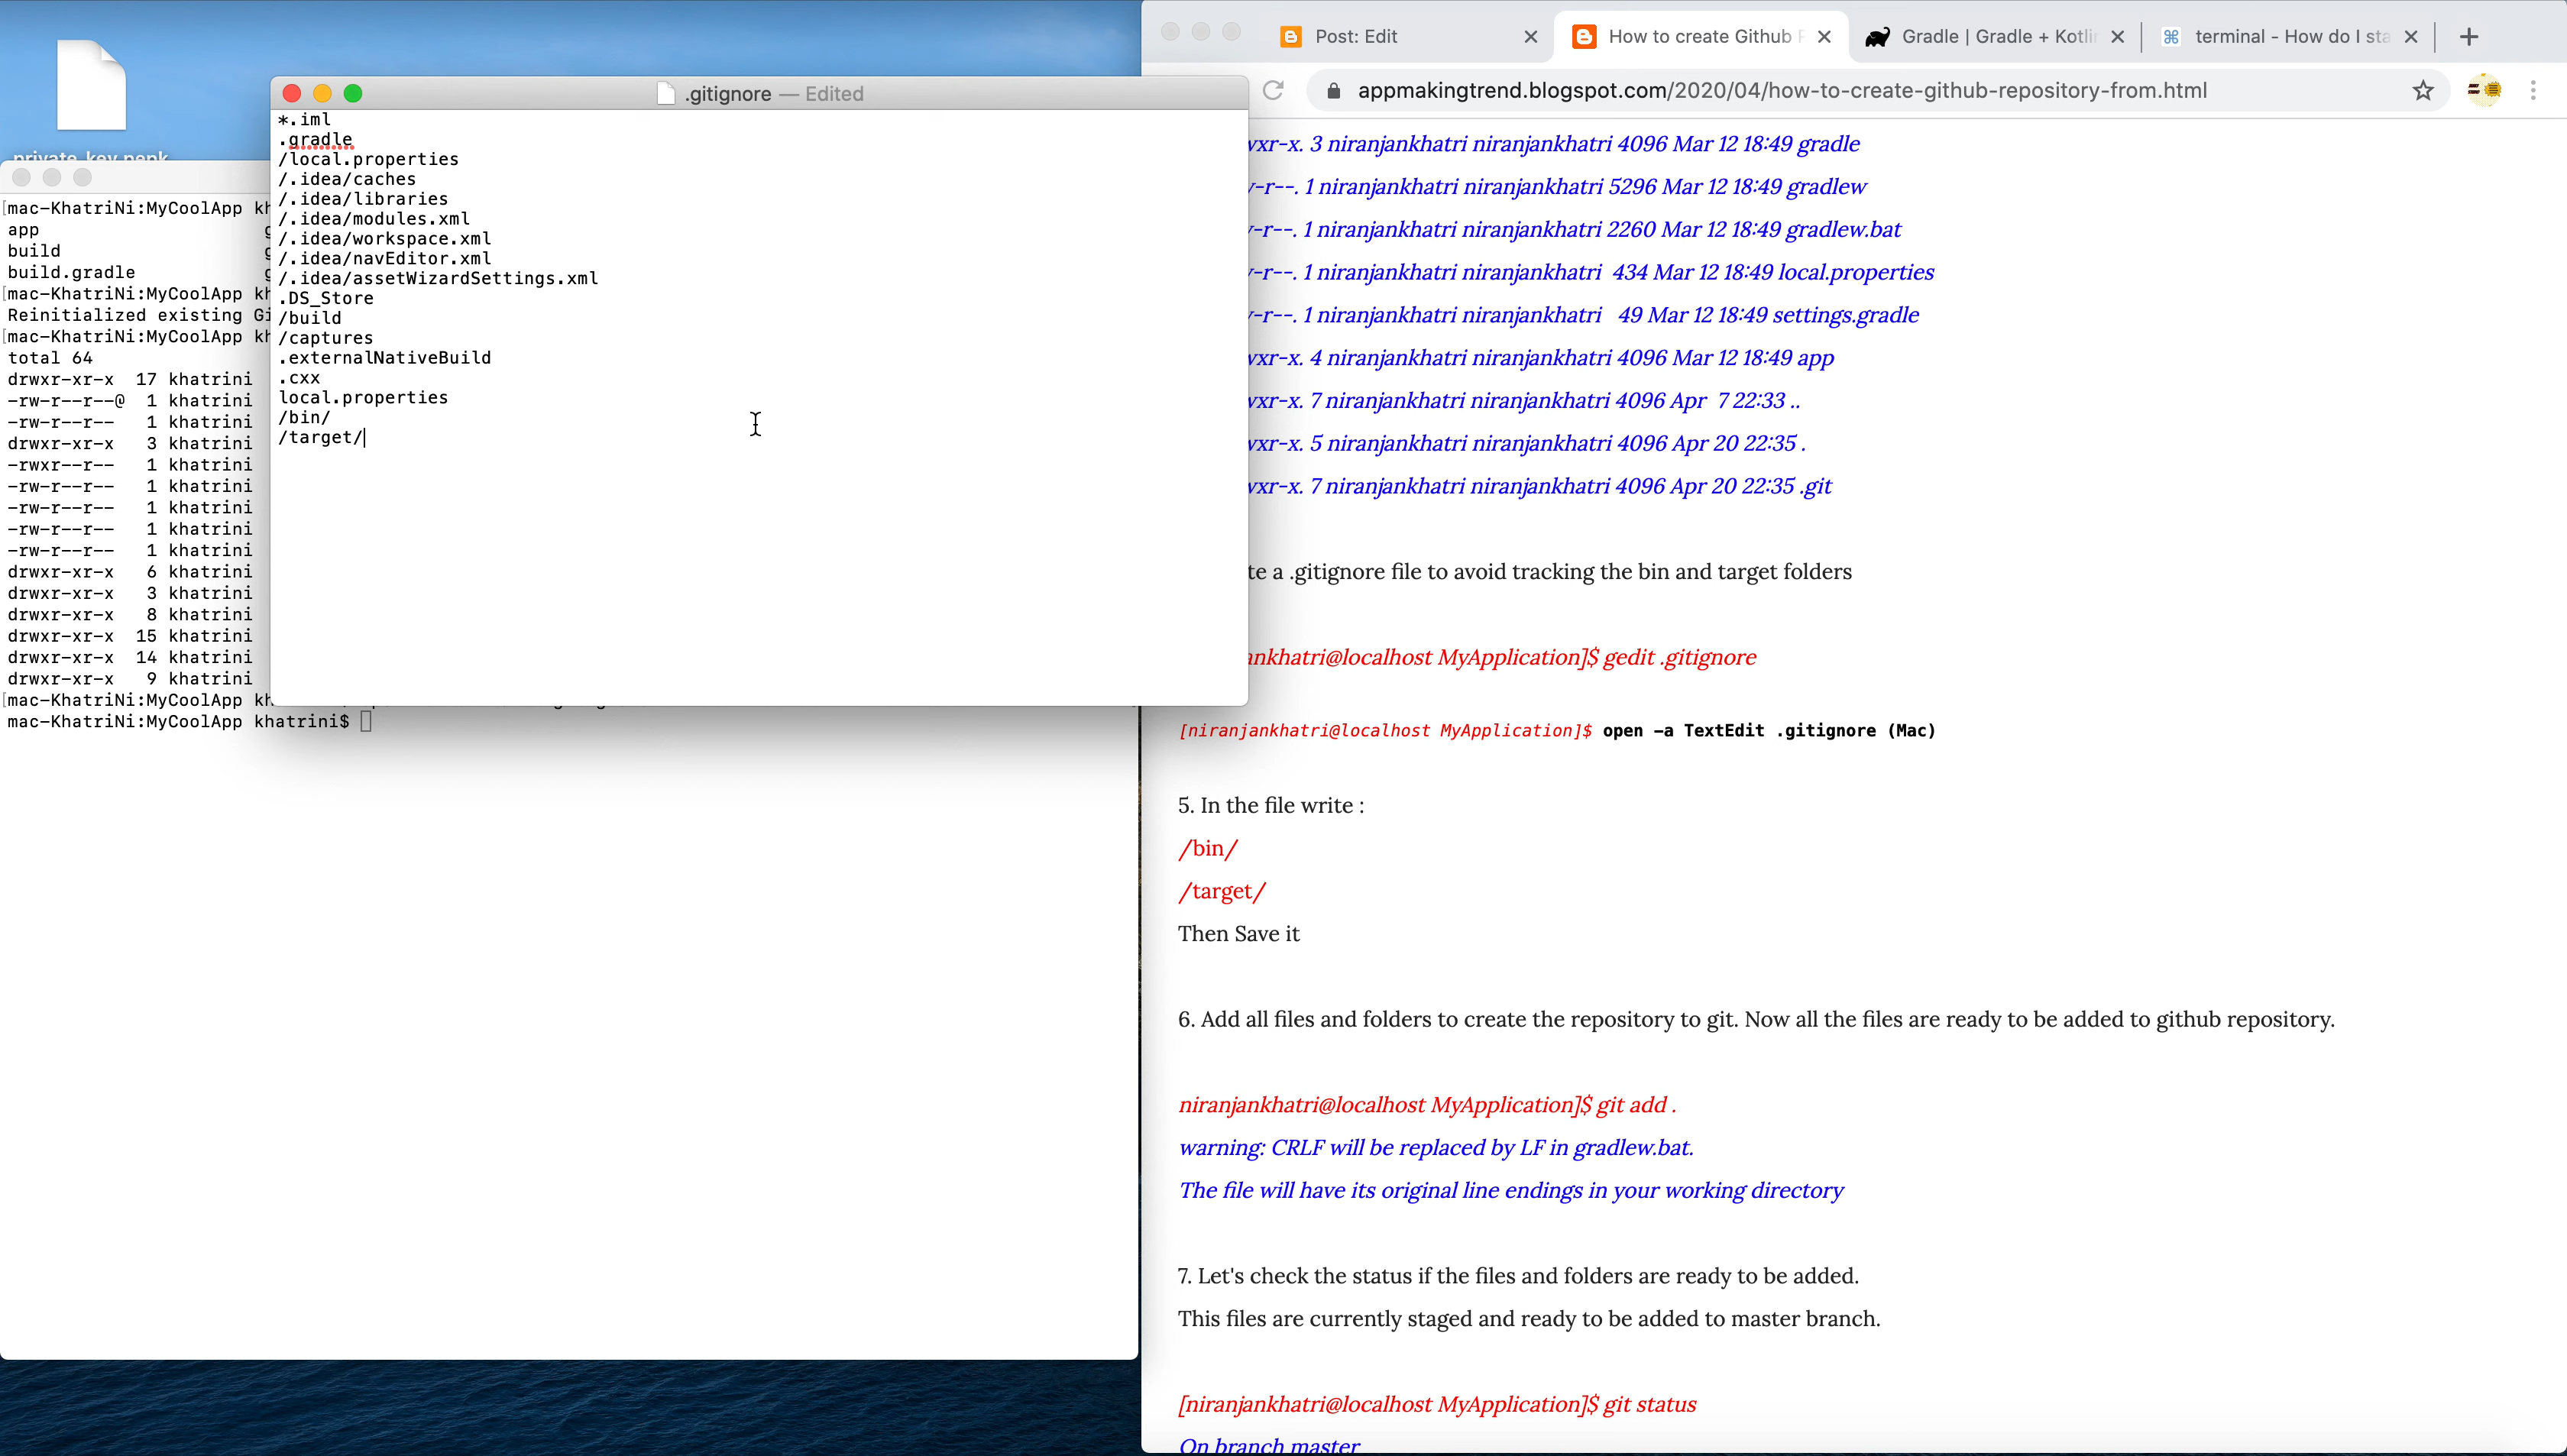 private_key.pepk
Post: Edit
How to create Github
Gradle | Gradle + Kotli
terminal - How do I sta
appmakingtrend.blogspot.com/2020/04/how-to-create-github-repository-from.html
.gitignore — Edited
*.iml
.gradle
/local.properties
/.idea/caches
/.idea/libraries
/.idea/modules.xml
/.idea/workspace.xml
/.idea/navEditor.xml
/.idea/assetWizardSettings.xml
.DS_Store
/build
/captures
.externalNativeBuild
.cxx
local.properties
/bin/
/target/
[mac-KhatriNi:MyCoolApp kh
app g
build g
build.gradle g
[mac-KhatriNi:MyCoolApp kh
Reinitialized existing Gi
[mac-KhatriNi:MyCoolApp kh
total 64
drwxr-xr-x 17 khatrini
-rw-r--r--@ 1 khatrini
-rw-r--r-- 1 khatrini
drwxr-xr-x 3 khatrini
-rwxr--r-- 1 khatrini
-rw-r--r-- 1 khatrini
-rw-r--r-- 1 khatrini
-rw-r--r-- 1 khatrini
-rw-r--r-- 1 khatrini
drwxr-xr-x 6 khatrini
drwxr-xr-x 3 khatrini
drwxr-xr-x 8 khatrini
drwxr-xr-x 15 khatrini
drwxr-xr-x 14 khatrini
drwxr-xr-x 9 khatrini
[mac-KhatriNi:MyCoolApp kh
mac-KhatriNi:MyCoolApp khatrini$
vxr-x. 3 niranjankhatri niranjankhatri 4096 Mar 12 18:49 gradle
-r--. 1 niranjankhatri niranjankhatri 5296 Mar 12 18:49 gradlew
-r--. 1 niranjankhatri niranjankhatri 2260 Mar 12 18:49 gradlew.bat
-r--. 1 niranjankhatri niranjankhatri 434 Mar 12 18:49 local.properties
-r--. 1 niranjankhatri niranjankhatri 49 Mar 12 18:49 settings.gradle
vxr-x. 4 niranjankhatri niranjankhatri 4096 Mar 12 18:49 app
vxr-x. 7 niranjankhatri niranjankhatri 4096 Apr 7 22:33 ..
vxr-x. 5 niranjankhatri niranjankhatri 4096 Apr 20 22:35 .
vxr-x. 7 niranjankhatri niranjankhatri 4096 Apr 20 22:35 .git
te a .gitignore file to avoid tracking the bin and target folders
ankhatri@localhost MyApplication]$ gedit .gitignore
[niranjankhatri@localhost MyApplication]$ open -a TextEdit .gitignore (Mac)
5. In the file write :
/bin/
/target/
Then Save it
6. Add all files and folders to create the repository to git. Now all the files are ready to be added to github repository.
niranjankhatri@localhost MyApplication]$ git add .
warning: CRLF will be replaced by LF in gradlew.bat.
The file will have its original line endings in your working directory
7. Let's check the status if the files and folders are ready to be added.
This files are currently staged and ready to be added to master branch.
[niranjankhatri@localhost MyApplication]$ git status
On branch master